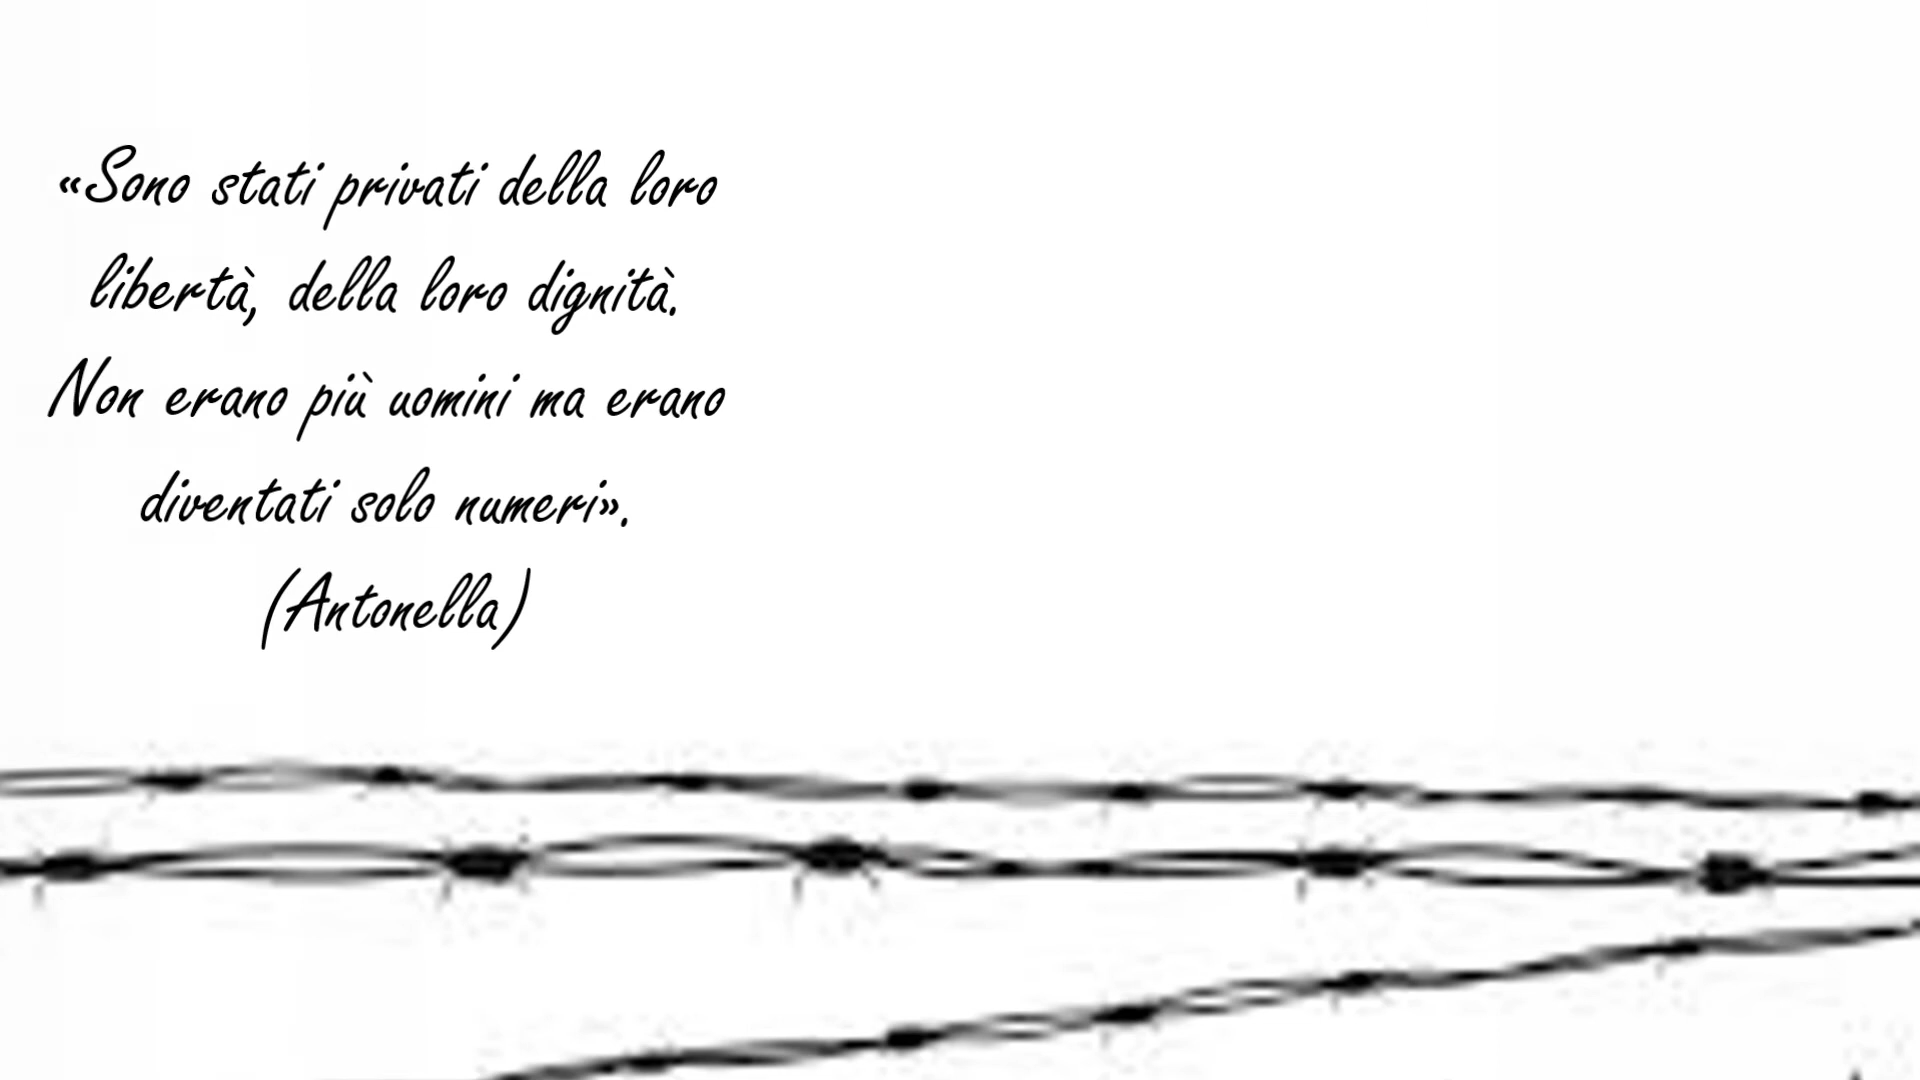 «Sono stati privati della loro
libertà, della loro dignità.
Non erano più uomini ma erano
diventati solo numeri».
(Antonella)